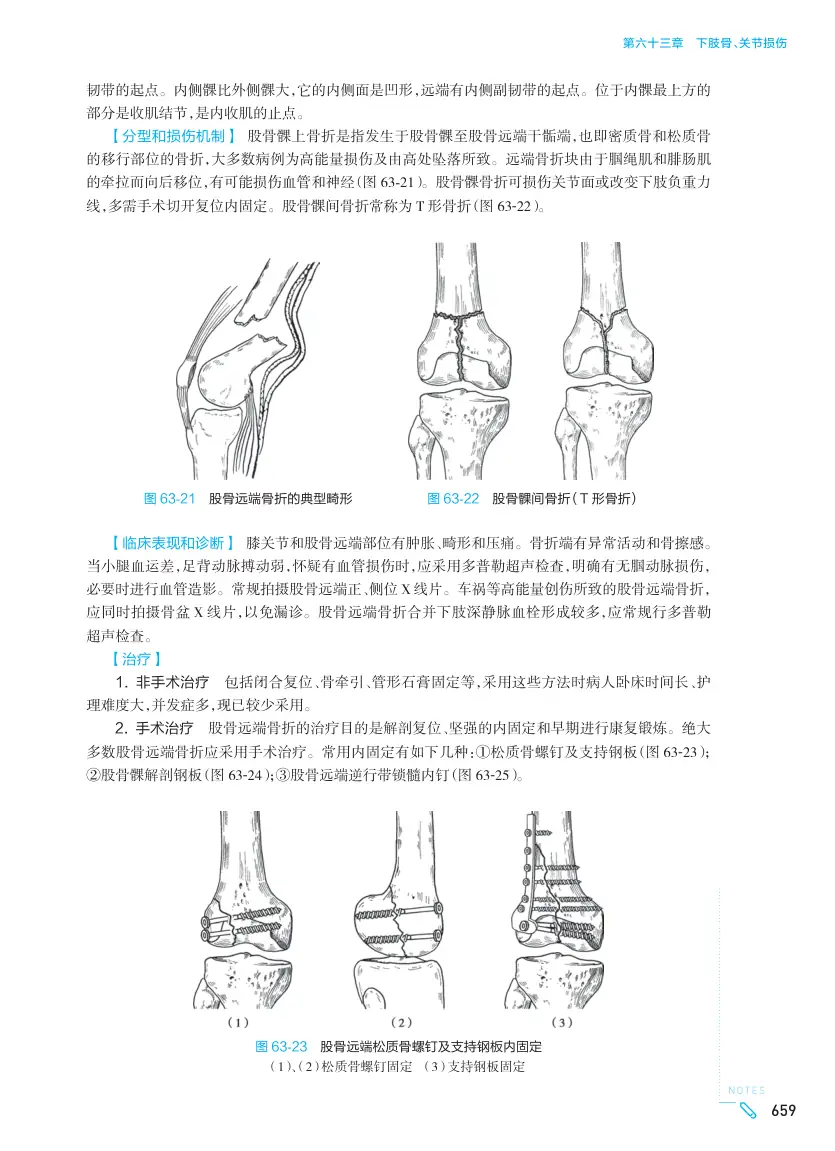 第六十三章 下肢骨、关节损伤
韧带的起点。内侧髁比外侧髁大,它的内侧面是凹形,远端有内侧副韧带的起点。位于内髁最上方的
部分是收肌结节,是内收肌的止点。
【分型和损伤机制】 股骨髁上骨折是指发生于股骨髁至股骨远端干骺端,也即密质骨和松质骨
的移行部位的骨折,大多数病例为高能量损伤及由高处坠落所致。远端骨折块由于腘绳肌和腓肠肌
的牵拉而向后移位,有可能损伤血管和神经(图 63-21)。股骨髁骨折可损伤关节面或改变下肢负重力
线,多需手术切开复位内固定。股骨髁间骨折常称为 T 形骨折(图 63-22)。
图 63-21 股骨远端骨折的典型畸形
图 63-22 股骨髁间骨折(T 形骨折)
【临床表现和诊断】 膝关节和股骨远端部位有肿胀、畸形和压痛。骨折端有异常活动和骨擦感。
当小腿血运差,足背动脉搏动弱,怀疑有血管损伤时,应采用多普勒超声检查,明确有无腘动脉损伤,
必要时进行血管造影。常规拍摄股骨远端正、侧位 X 线片。车祸等高能量创伤所致的股骨远端骨折,
应同时拍摄骨盆 X 线片,以免漏诊。股骨远端骨折合并下肢深静脉血栓形成较多,应常规行多普勒
超声检查。
【治疗】
1. 非手术治疗 包括闭合复位、骨牵引、管形石膏固定等,采用这些方法时病人卧床时间长、护
理难度大,并发症多,现已较少采用。
2. 手术治疗 股骨远端骨折的治疗目的是解剖复位、坚强的内固定和早期进行康复锻炼。绝大
多数股骨远端骨折应采用手术治疗。常用内固定有如下几种:①松质骨螺钉及支持钢板(图 63-23);
②股骨髁解剖钢板(图 63-24);③股骨远端逆行带锁髓内钉(图 63-25)。
(1) (2) (3)
图 63-23 股骨远端松质骨螺钉及支持钢板内固定
(1)、(2)松质骨螺钉固定 (3)支持钢板固定
NOTES
659